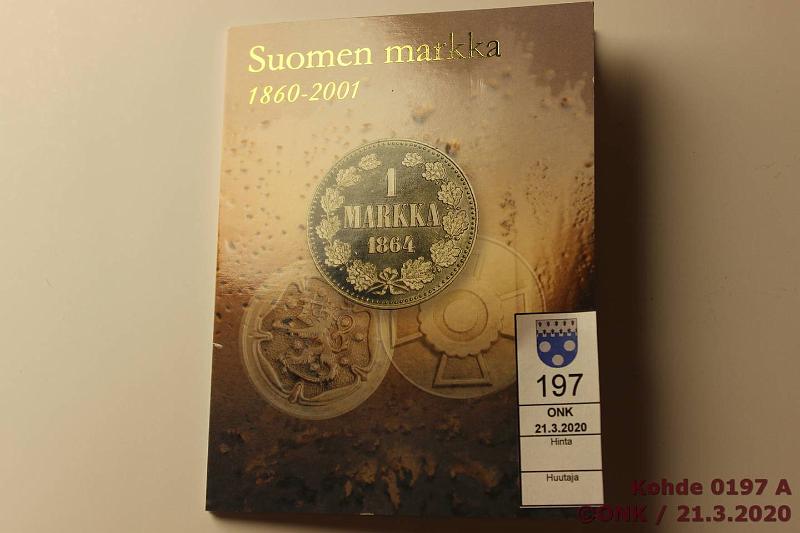 Suomen markka
1860-2001
1
MARKKA
1864
197
ONK
21.3.2020
Hinta
Huutaja
Kohde 0197 A
©ONK / 21.3.2020